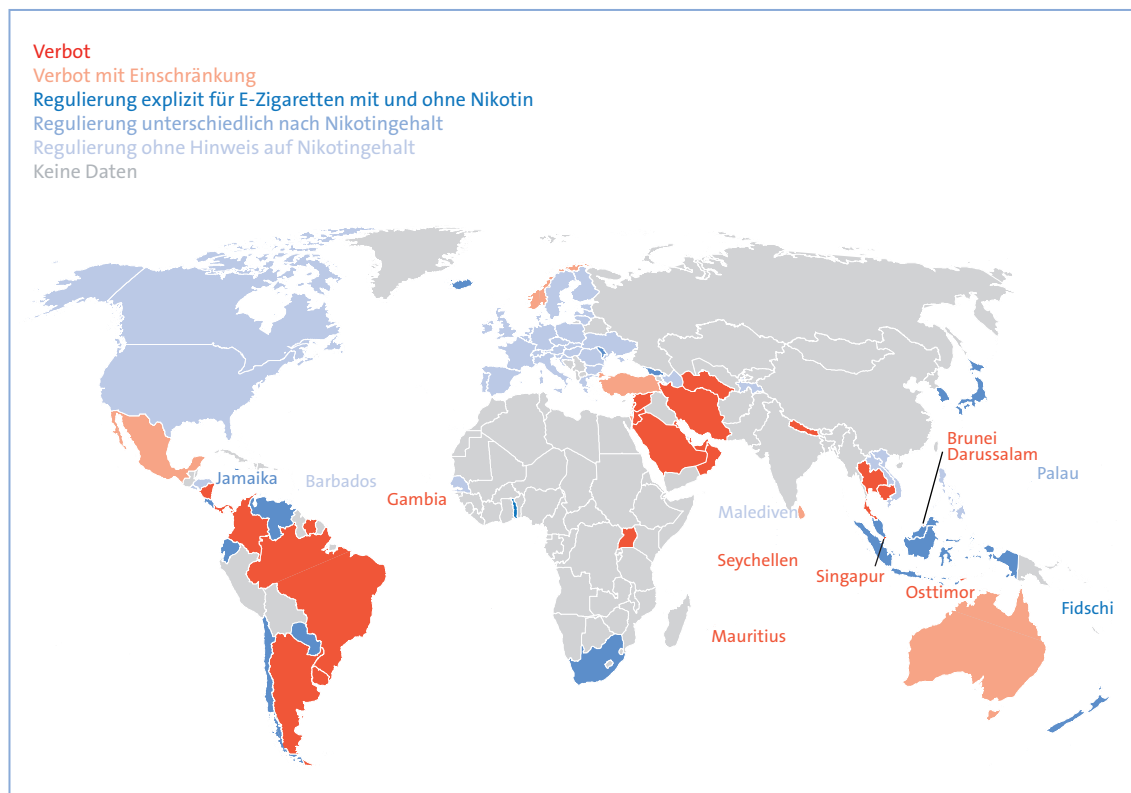 Verbot
Verbot mit Einschränkung
Regulierung explizit für E-Zigaretten mit und ohne Nikotin
Regulierung unterschiedlich nach Nikotingehalt
Regulierung ohne Hinweis auf Nikotingehalt
Keine Daten
Brunei
Darussalam
Palau
Jamaika
Barbados
Gambia
Malediven
Seychellen
Singapur
Osttimor
Fidschi
Mauritius